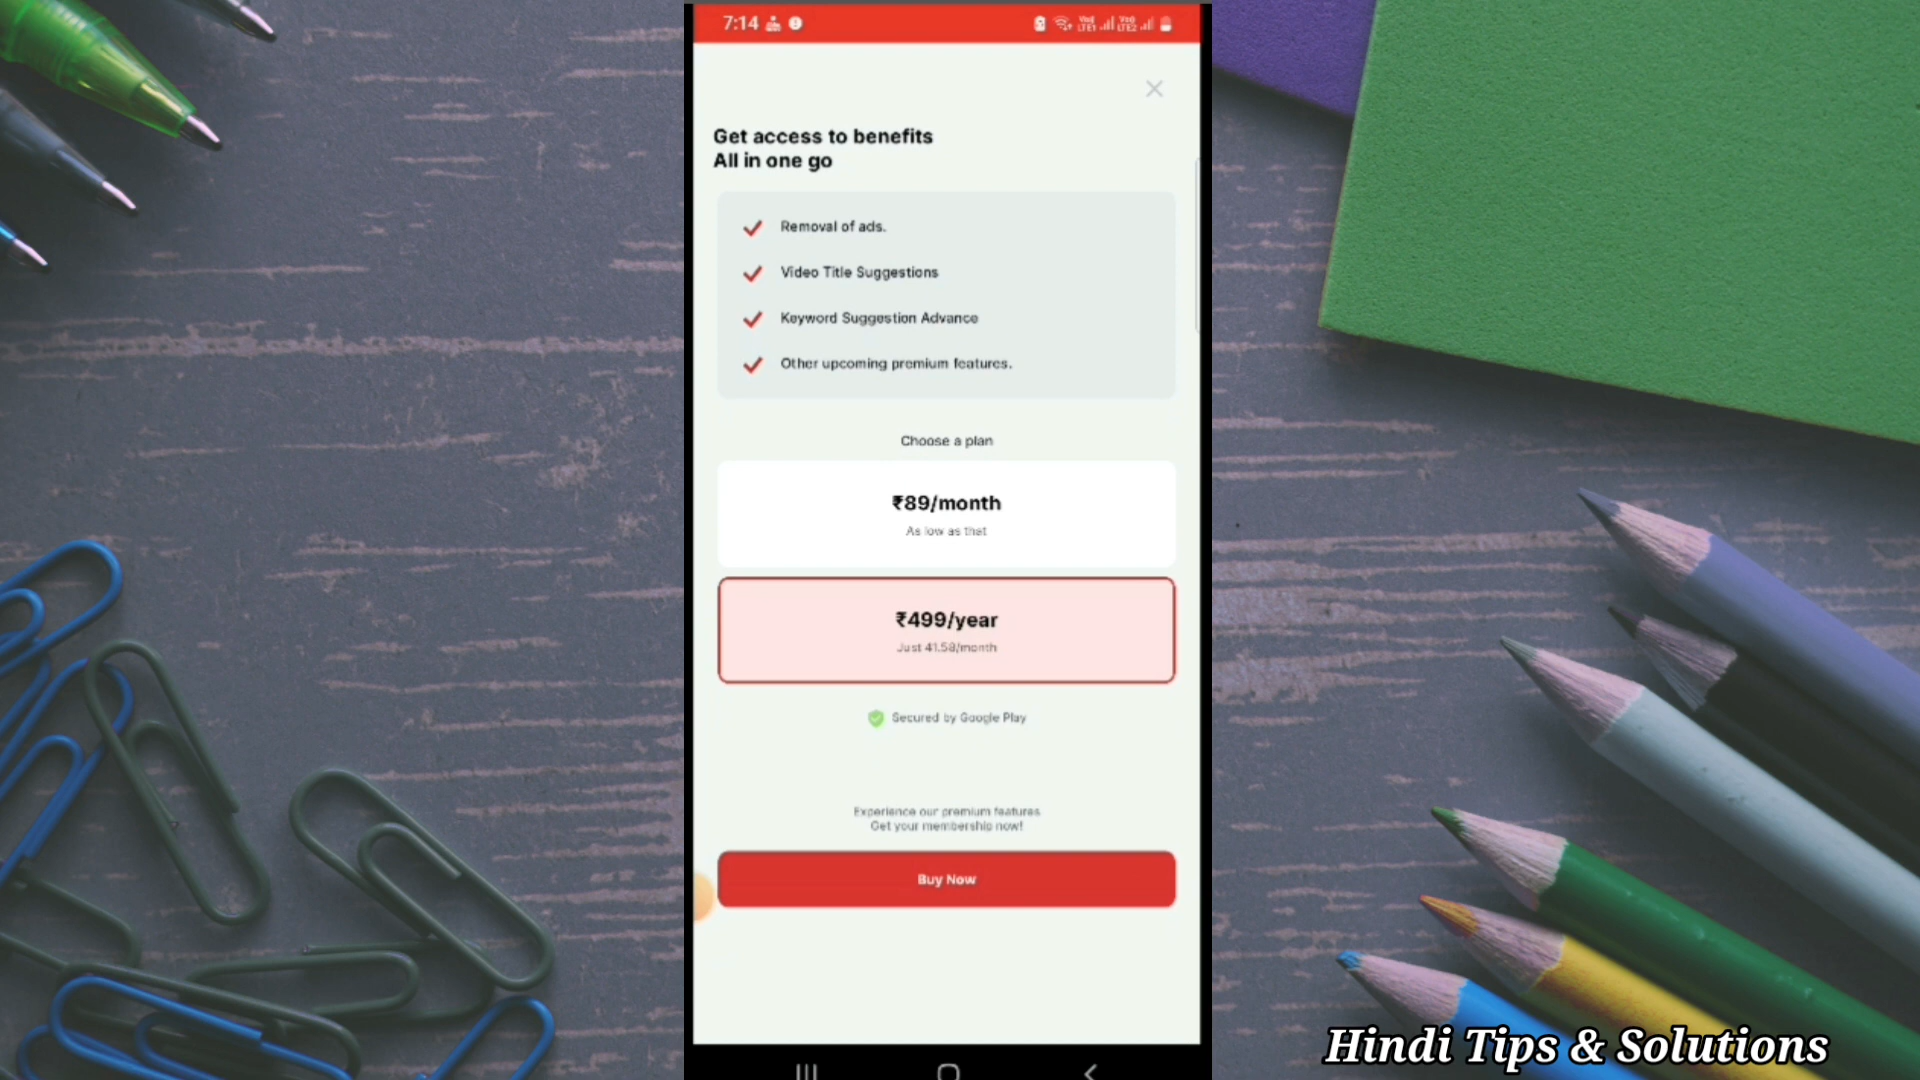 7:14
Get access to benefits
All in one go
Removal of ads.
Video Title Suggestions
Keyword Suggestion Advance
Other upcoming premium features.
Choose a plan
₹89/month
As low as that
₹499/year
Just 41.58/month
Secured by Google Play
Experience our premium features
Get your membership now!
Buy Now
Hindi Tips & Solutions